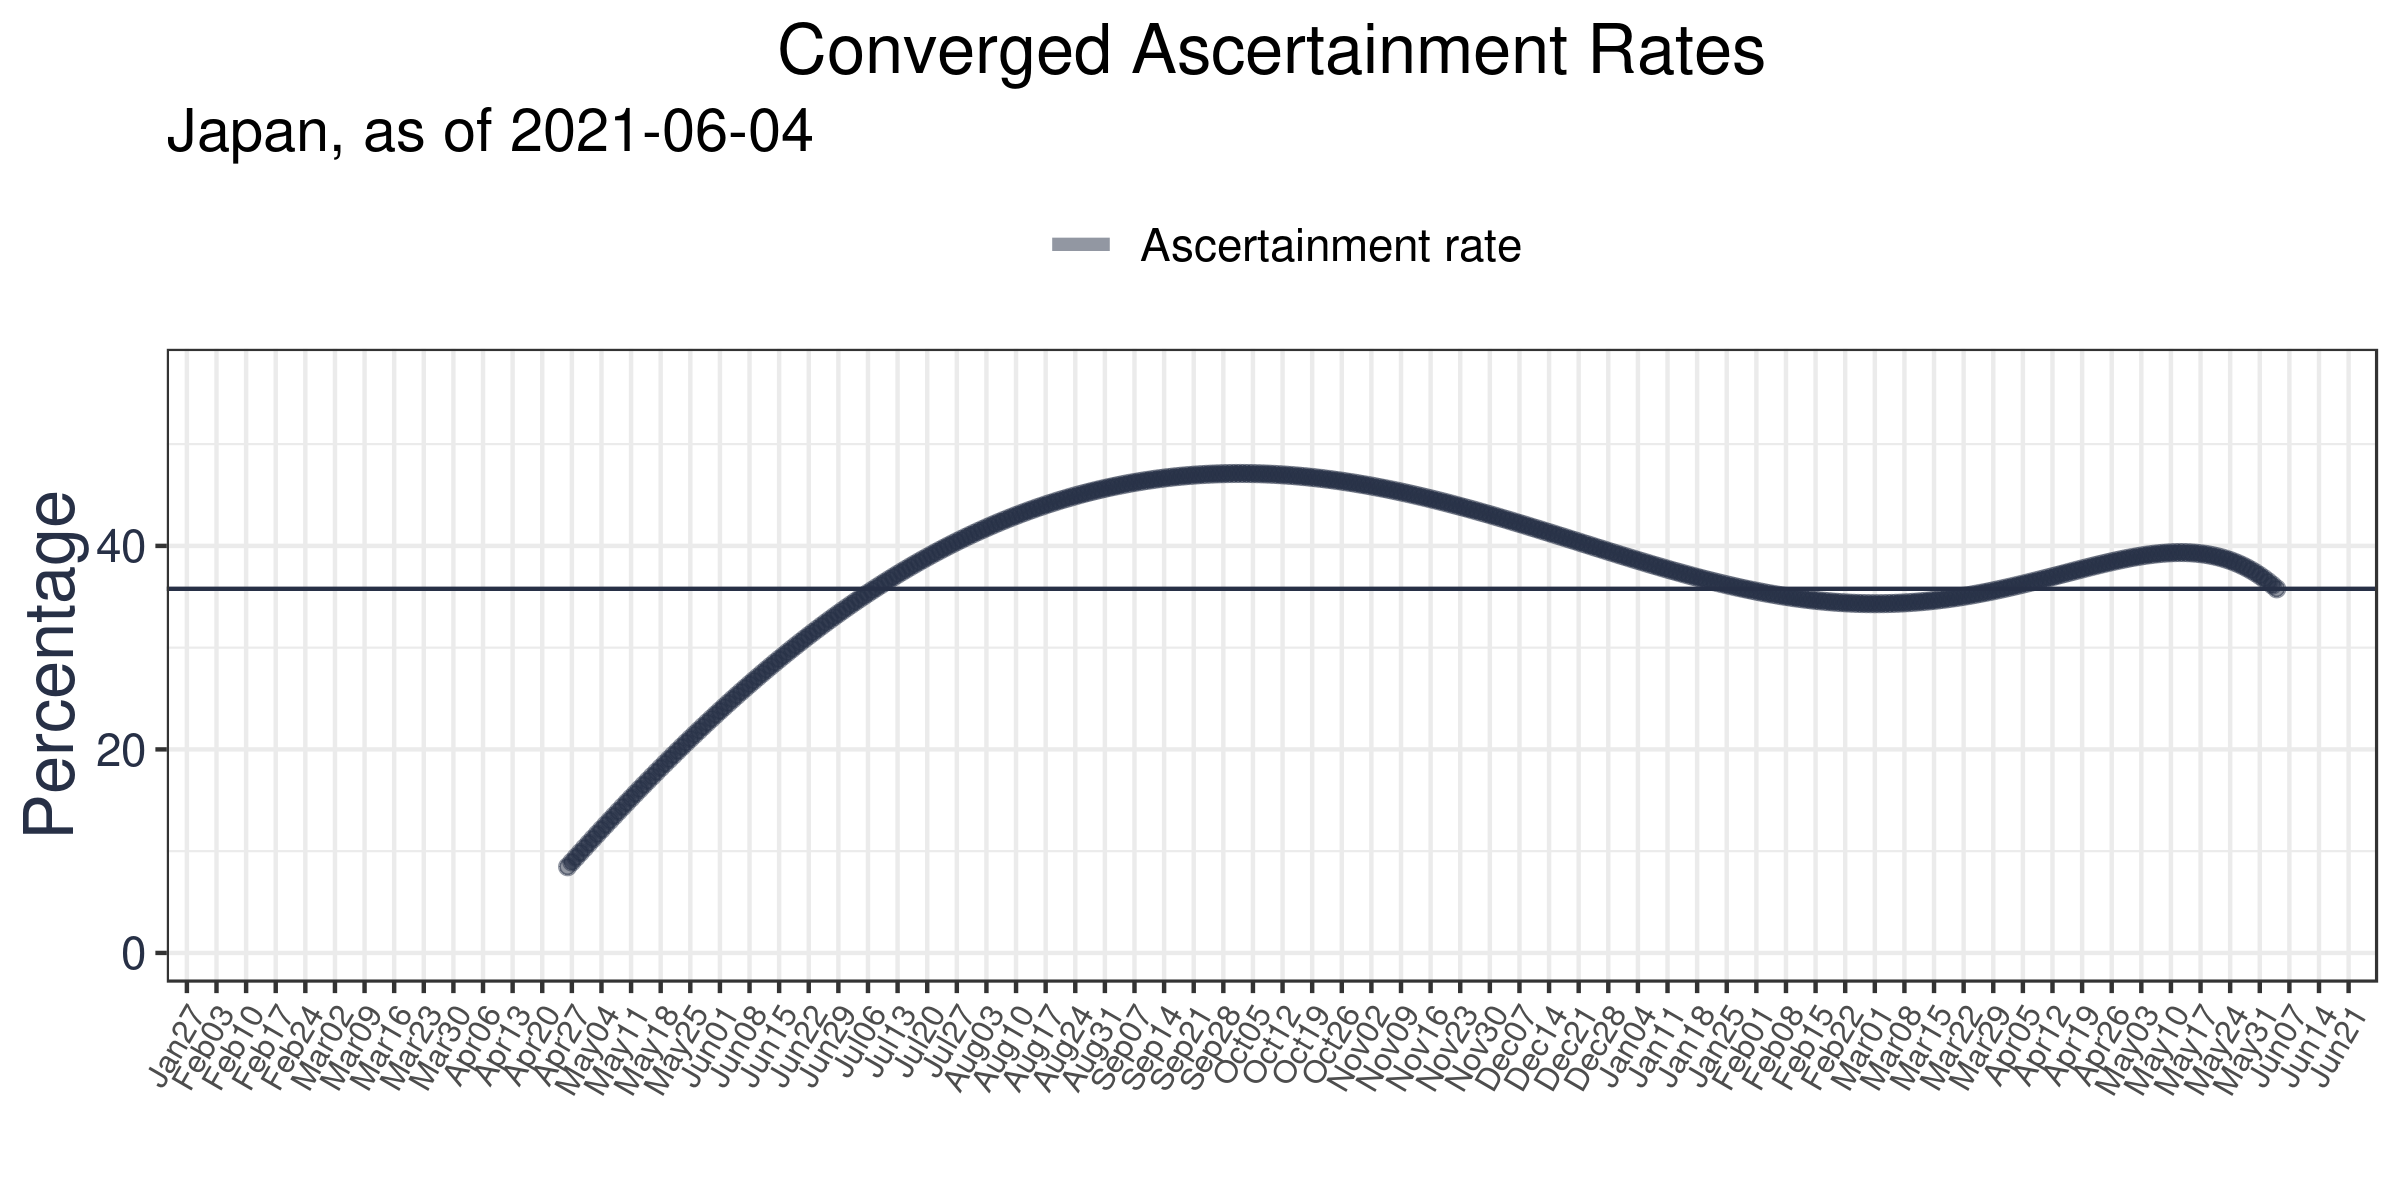 Converged Ascertainment Rates
Japan, as of 2021-06-04
Ascertainment rate
Percentage
40
20
0
Jan27 Feb03 Feb10 Feb17 Feb24 Mar02 Mar09 Mar16 Mar23 Mar30 Apr06 Apr13 Apr20 Apr27 May04 May11 May18 May25 Jun01 Jun08 Jun15 Jun22 Jun29 Jul06 Jul13 Jul20 Jul27 Aug03 Aug10 Aug17 Aug24 Aug31 Sep07 Sep14 Sep21 Sep28 Oct05 Oct12 Oct19 Oct26 Nov02 Nov09 Nov16 Nov23 Nov30 Dec07 Dec14 Dec21 Dec28 Jan04 Jan11 Jan18 Jan25 Feb01 Feb08 Feb15 Feb22 Mar01 Mar08 Mar15 Mar22 Mar29 Apr05 Apr12 Apr19 Apr26 May03 May10 May17 May24 May31 Jun07 Jun14 Jun21